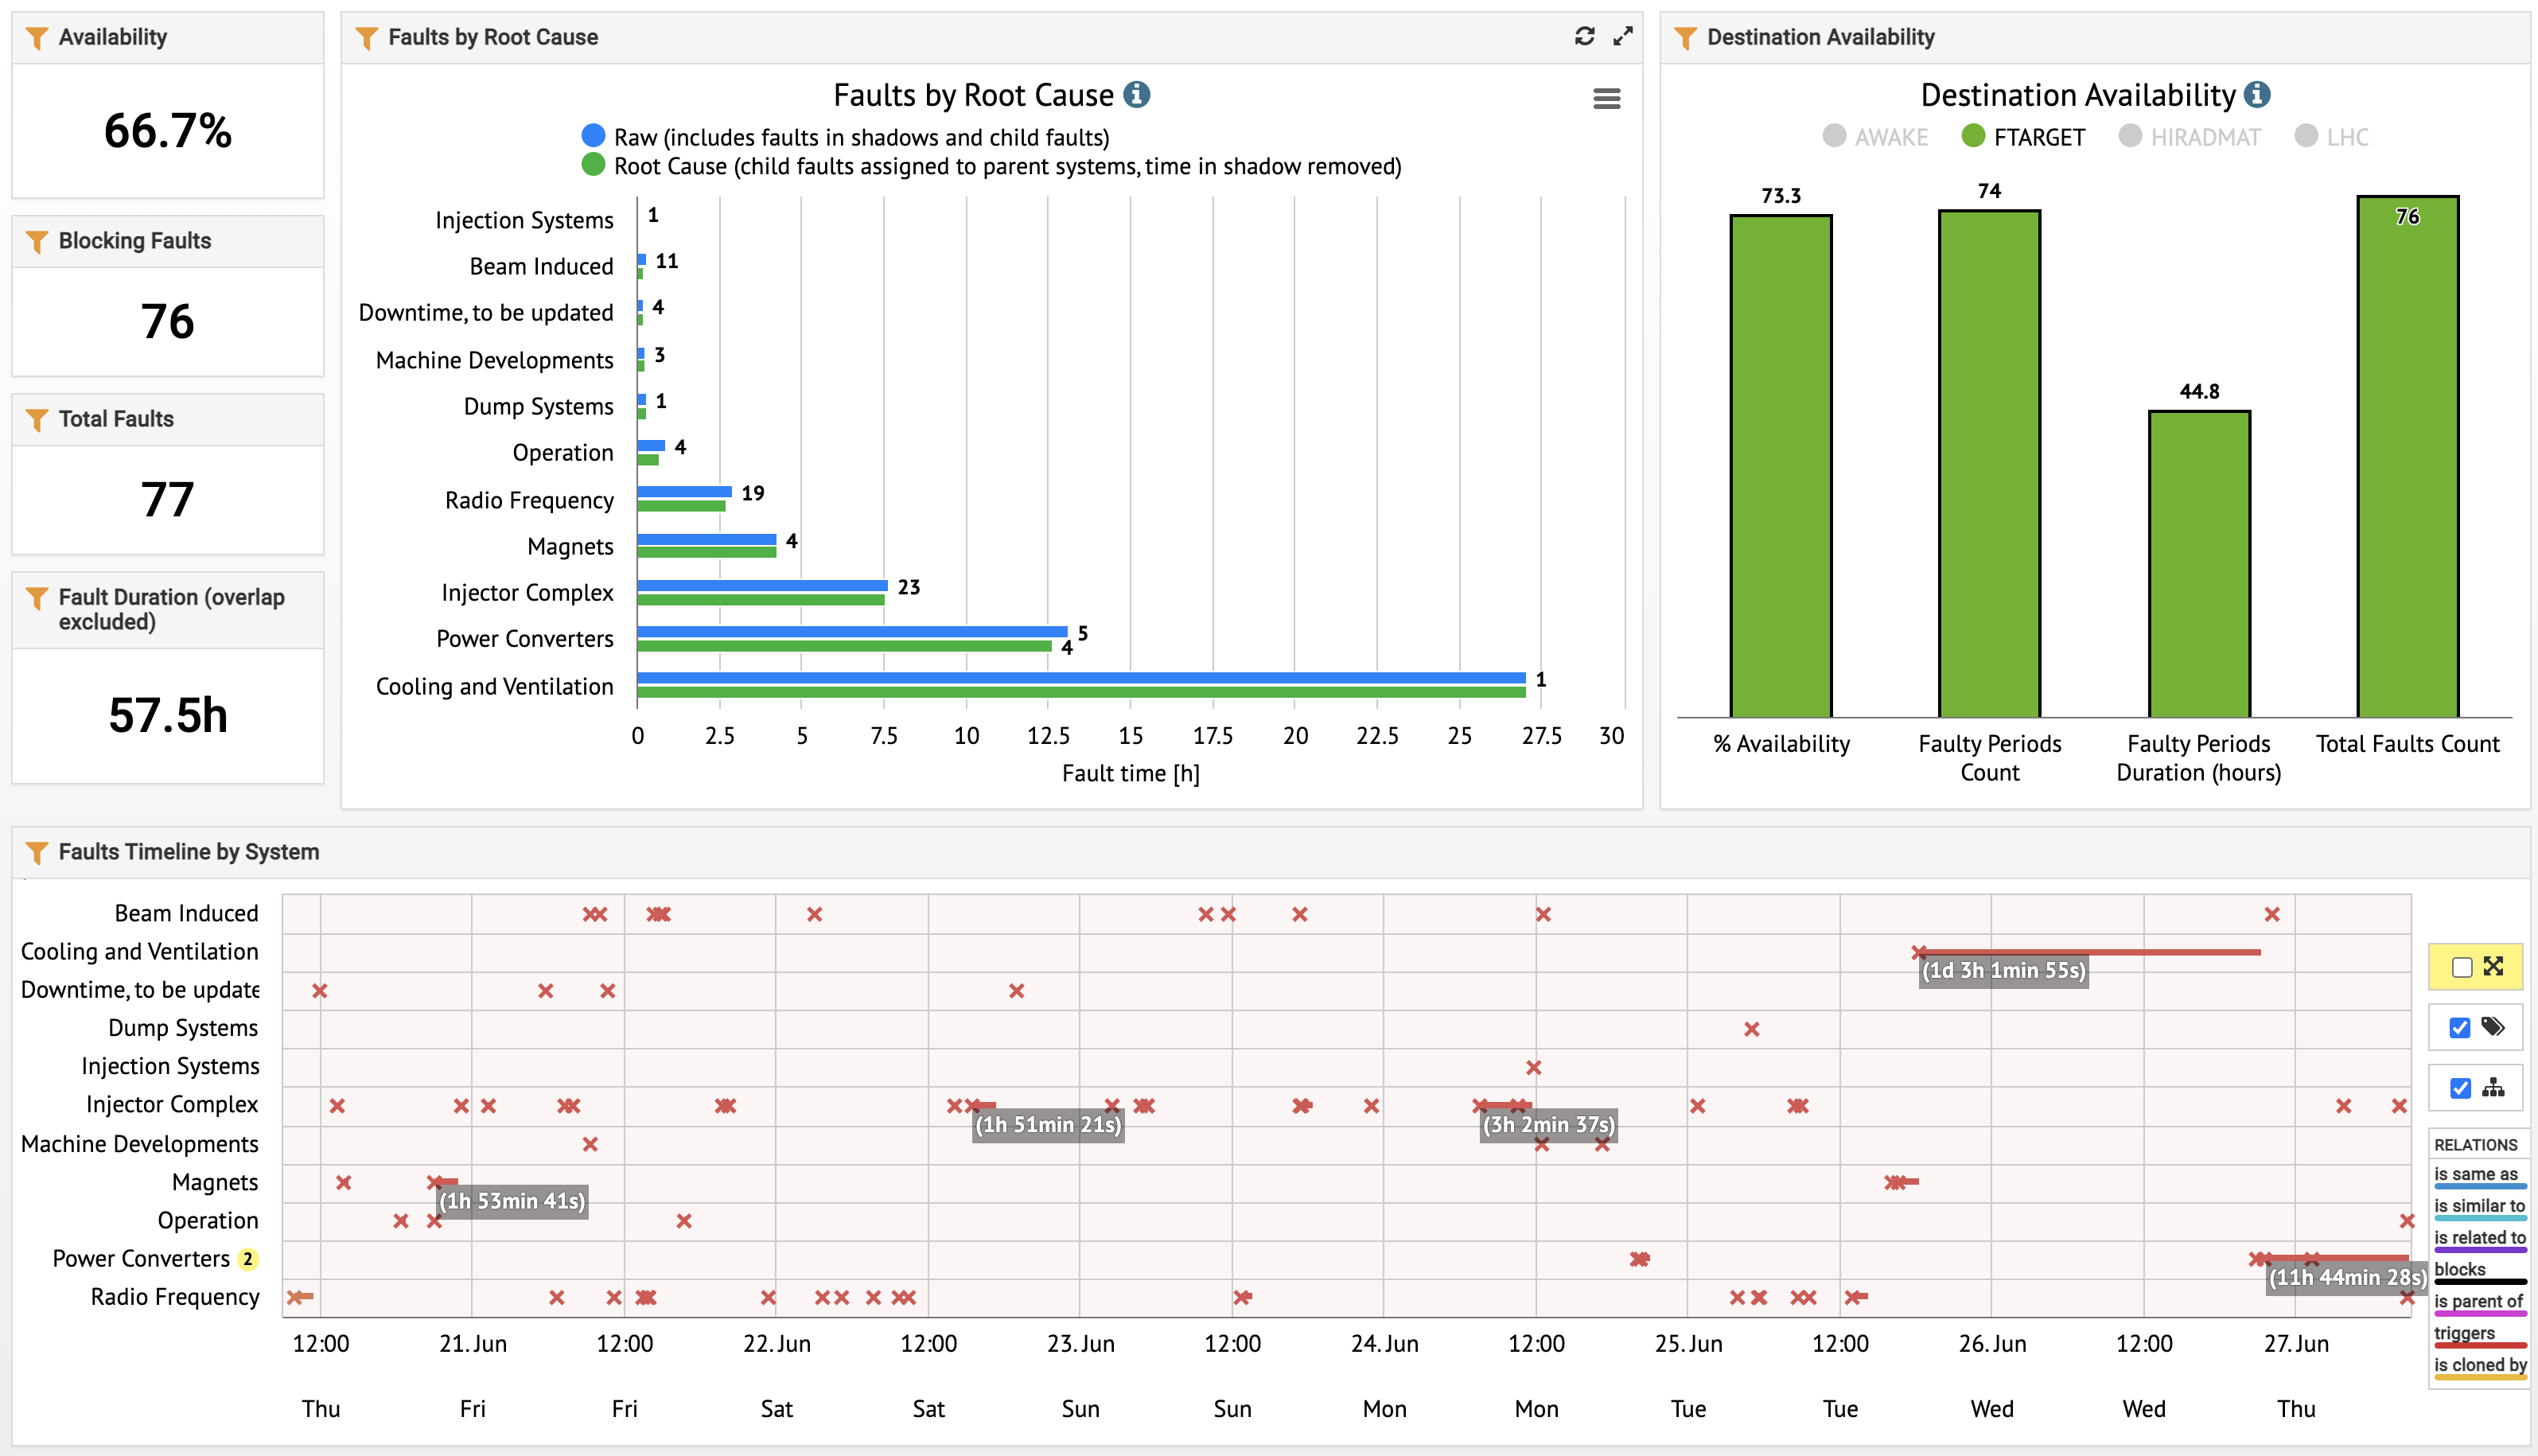 Availability
66.7%
Blocking Faults
76
Total Faults
77
Fault Duration (overlap
excluded)
57.5h
Faults by Root Cause
Faults by Root Cause
Raw (includes faults in shadows and child faults)
Root Cause (child faults assigned to parent systems, time in shadow removed)
Injection Systems 1
Beam Induced 11
Downtime, to be updated 4
Machine Developments 3
Dump Systems 1
Operation 4
Radio Frequency 19
Magnets 4
Injector Complex 23
Power Converters 5
4
Cooling and Ventilation 1
0 2.5 5 7.5 10 12.5 15 17.5 20 22.5 25 27.5 30
Fault time [h]
Destination Availability
Destination Availability
AWAKE FTARGET HIRADMAT LHC
73.3 74 44.8 76
% Availability Faulty Periods Faulty Periods Total Faults Count
Count Duration (hours)
Faults Timeline by System
Beam Induced
Cooling and Ventilation
(1d 3h 1min 55s)
Downtime, to be update
Dump Systems
Injection Systems
Injector Complex
(1h 51min 21s) (3h 2min 37s)
Machine Developments
Magnets
(1h 53min 41s)
Operation
Power Converters 2
(11h 44min 28s)
Radio Frequency
12:00 21. Jun 12:00 22. Jun 12:00 23. Jun 12:00 24. Jun 12:00 25. Jun 12:00 26. Jun 12:00 27. Jun
Thu Fri Fri Sat Sat Sun Sun Mon Mon Tue Tue Wed Wed Thu
RELATIONS
is same as
is similar to
is related to
blocks
is parent of
triggers
is cloned by